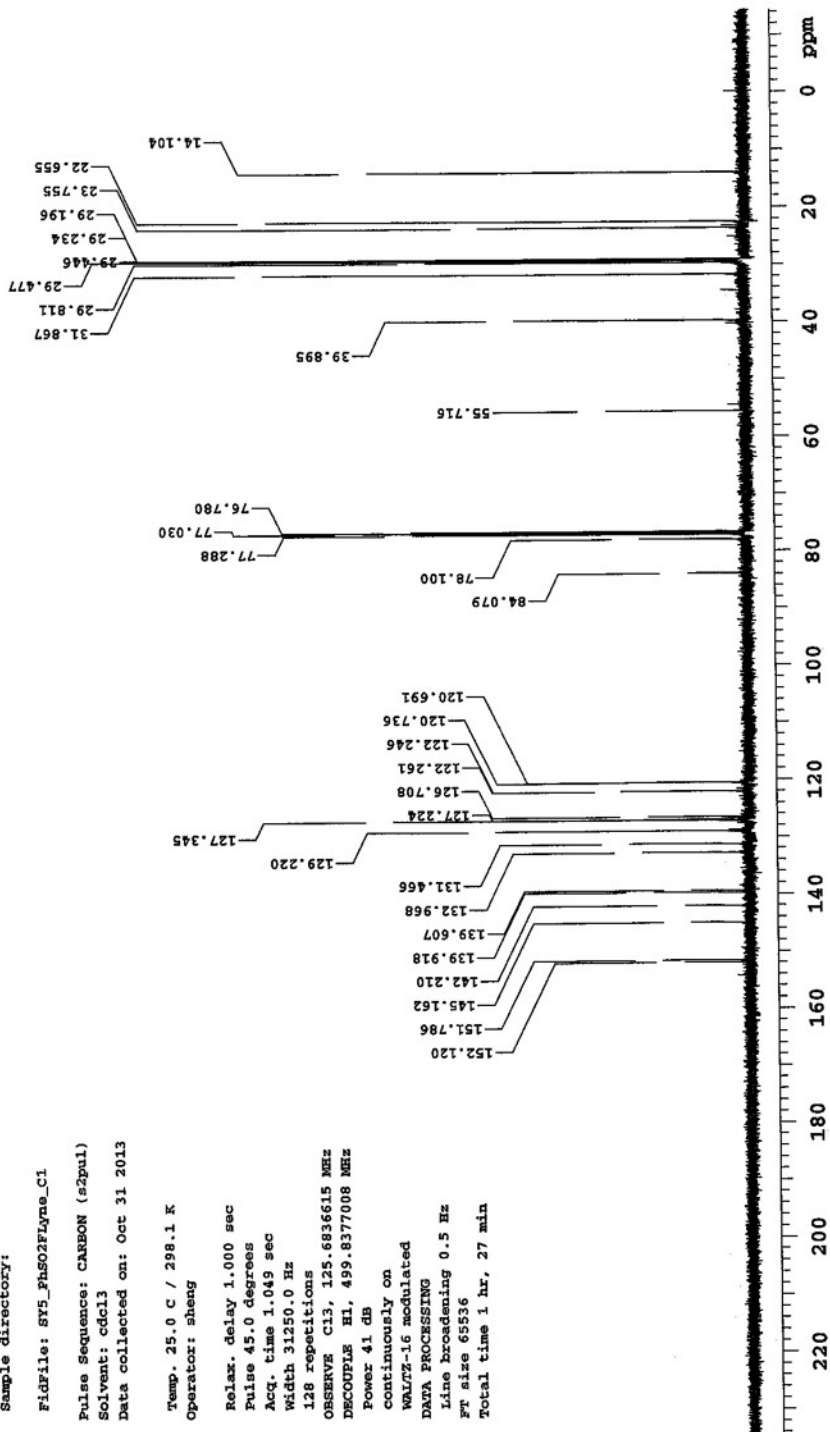 Sample directory:
FidFile: SY5_PhSO2FLyne_C1
Pulse Sequence: CARBON (s2pul)
Solvent: cdcl3
Data collected on: Oct 31 2013
Temp. 25.0 C / 298.1 K
Operator: sheng
Relax. delay 1.000 sec
Pulse 45.0 degrees
Acq. time 1.049 sec
Width 31250.0 Hz
128 repetitions
OBSERVE C13, 125.6836615 MHz
DECOUPLE H1, 499.8377008 MHz
Power 41 dB
continuously on
WALTZ-16 modulated
DATA PROCESSING
Line broadening 0.5 Hz
FT size 65536
Total time 1 hr, 27 min
152.120
151.786
145.162
142.210
139.918
139.607
132.968
131.466
129.220
127.345
127.224
126.708
122.261
122.246
120.736
120.691
84.079
78.100
77.288
77.030
76.780
55.716
39.895
31.867
29.811
29.477
29.446
29.234
29.196
23.755
22.655
14.104
220 200 180 160 140 120 100 80 60 40 20 0 ppm